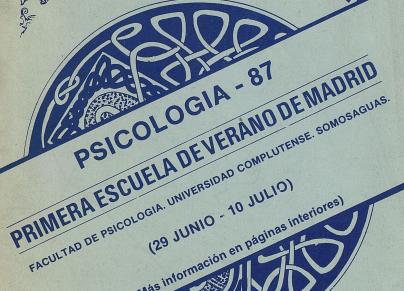 PSICOLOGIA - 87
PRIMERA ESCUELA DE VERANO DE MADRID
FACULTAD DE PSICOLOGIA. UNIVERSIDAD COMPLUTENSE. SOMOSAGUAS.
(29 JUNIO - 10 JULIO)
(Más información en páginas interiores)